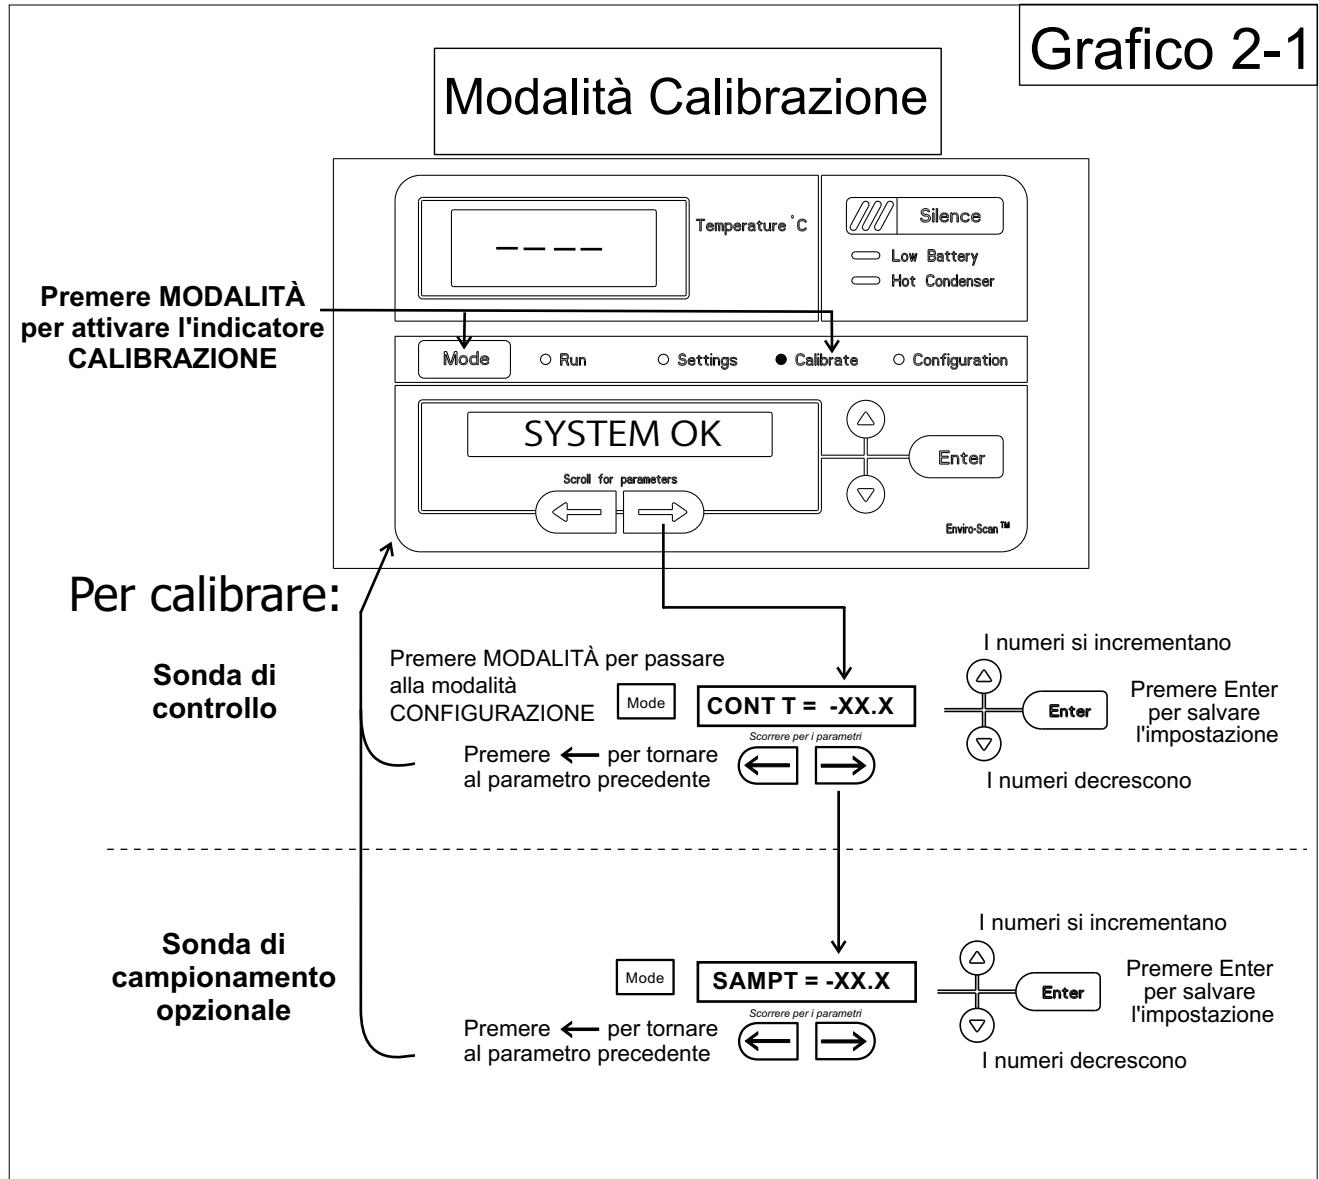 Grafico 2-1
Modalità Calibrazione
– – – –
Temperature °C
Silence
Low Battery
Hot Condenser
Premere MODALITÀ
per attivare l'indicatore
CALIBRAZIONE
Mode
Run
Settings
Calibrate
Configuration
SYSTEM OK
Scroll for parameters
Enter
Enviro-Scan ™
Per calibrare:
Sonda di
controllo
Premere MODALITÀ per passare
alla modalità
CONFIGURAZIONE
Mode
CONT T = -XX.X
Scorrere per i parametri
Premere ← per tornare
al parametro precedente
I numeri si incrementano
Enter
Premere Enter
per salvare
l'impostazione
I numeri decrescono
Sonda di
campionamento
opzionale
Mode
SAMPT = -XX.X
Scorrere per i parametri
Premere ← per tornare
al parametro precedente
I numeri si incrementano
Enter
Premere Enter
per salvare
l'impostazione
I numeri decrescono